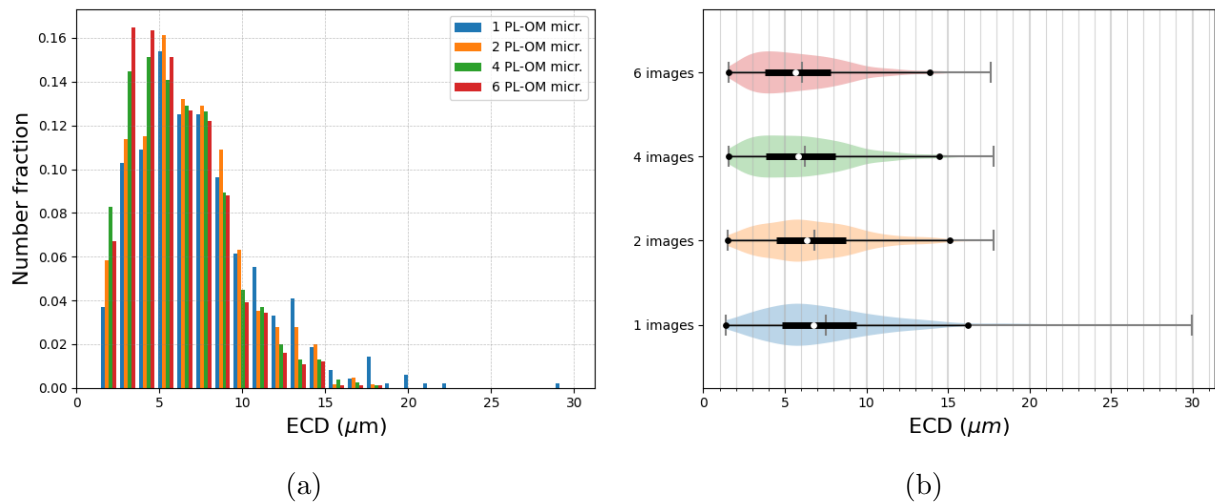 0.16
0.14
0.12
0.10
0.08
0.06
0.04
0.02
0.00
Number fraction
0 5 10 15 20 25 30
ECD (μm)
1 PL-OM micr.
2 PL-OM micr.
4 PL-OM micr.
6 PL-OM micr.
(a)
6 images
4 images
2 images
1 images
0 5 10 15 20 25 30
ECD (μm)
(b)